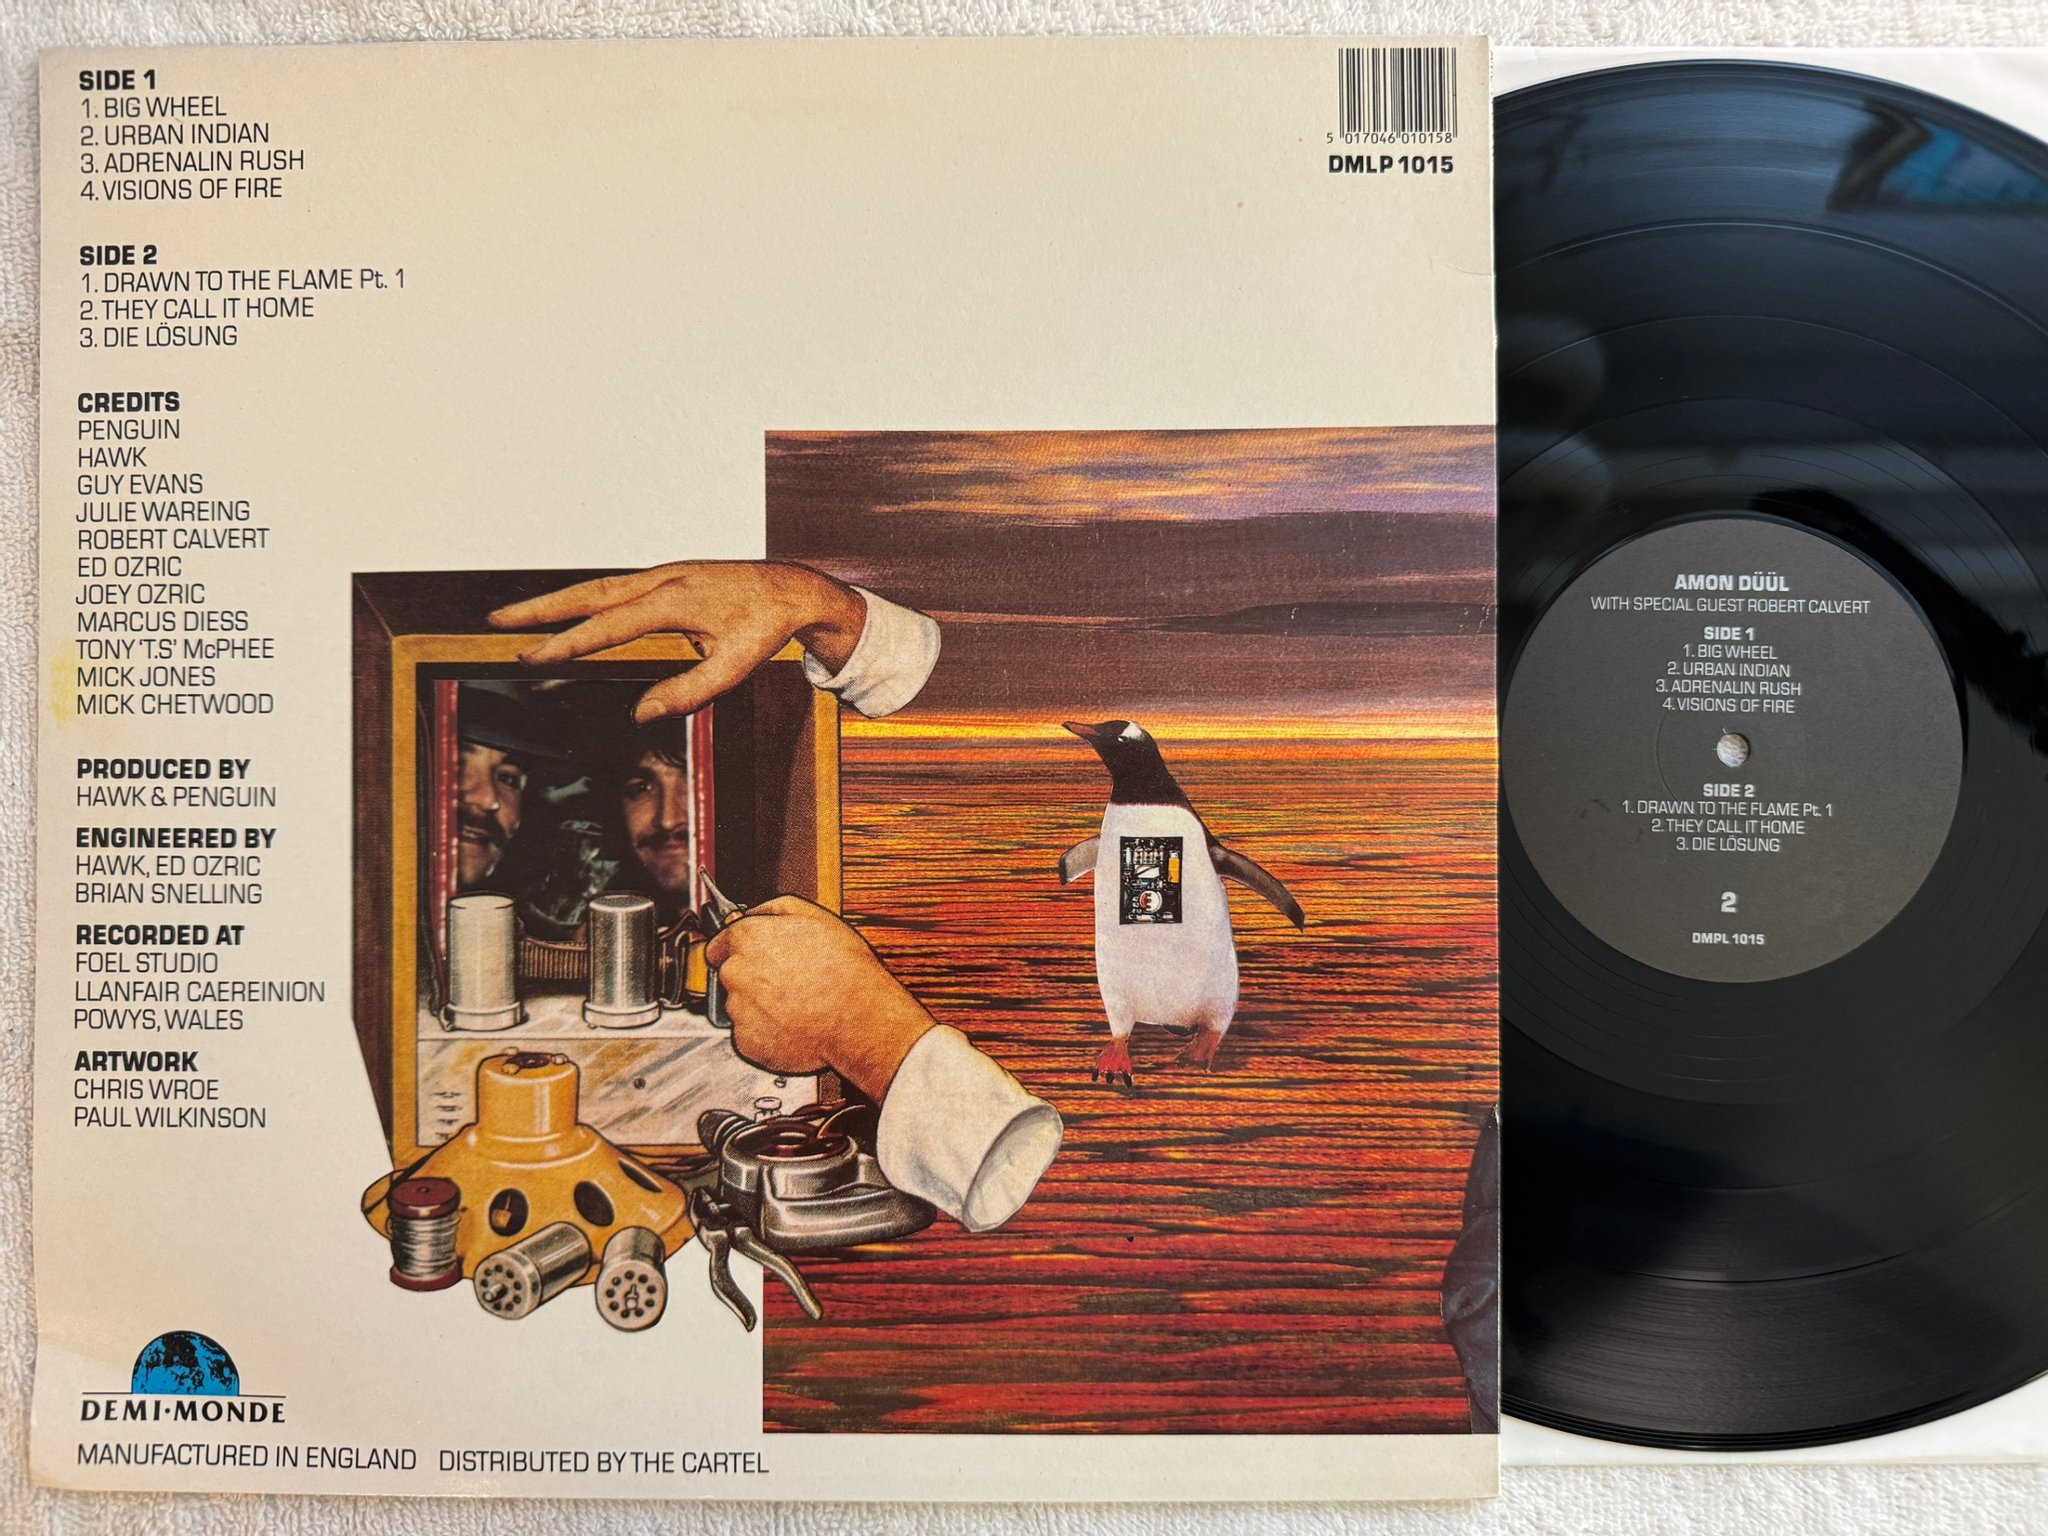 SIDE 1
1. BIG WHEEL
2. URBAN INDIAN
3. ADRENALIN RUSH
4. VISIONS OF FIRE
SIDE 2
1. DRAWN TO THE FLAME Pt. 1
2. THEY CALL IT HOME
3. DIE LÖSUNG
CREDITS
PENGUIN
HAWK
GUY EVANS
JULIE WAREING
ROBERT CALVERT
ED OZRIC
JOEY OZRIC
MARCUS DIESS
TONY 'T.S' McPHEE
MICK JONES
MICK CHETWOOD
PRODUCED BY
HAWK & PENGUIN
ENGINEERED BY
HAWK, ED OZRIC
BRIAN SNELLING
RECORDED AT
FOEL STUDIO
LLANFAIR CAEREINION
POWYS, WALES
ARTWORK
CHRIS WROE
PAUL WILKINSON
DEMI·MONDE
MANUFACTURED IN ENGLAND DISTRIBUTED BY THE CARTEL
5 017046 010158
DMLP 1015
AMON DÜÜL
WITH SPECIAL GUEST ROBERT CALVERT
SIDE 1
1. BIG WHEEL
2. URBAN INDIAN
3. ADRENALIN RUSH
4. VISIONS OF FIRE
SIDE 2
1. DRAWN TO THE FLAME Pt. 1
2. THEY CALL IT HOME
3. DIE LÖSUNG
2
DMPL 1015